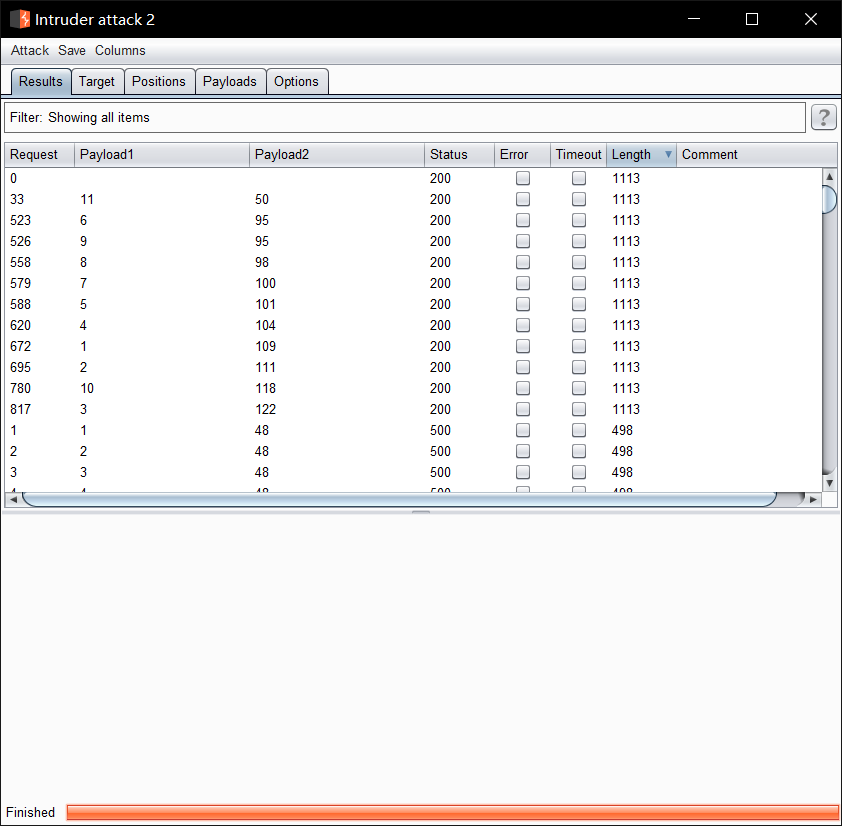 Intruder attack 2
Attack Save Columns
Results Target Positions Payloads Options
Filter: Showing all items ?
Request Payload1 Payload2 Status Error Timeout Length Comment
0 200 1113
33 11 50 200 1113
523 6 95 200 1113
526 9 95 200 1113
558 8 98 200 1113
579 7 100 200 1113
588 5 101 200 1113
620 4 104 200 1113
672 1 109 200 1113
695 2 111 200 1113
780 10 118 200 1113
817 3 122 200 1113
1 1 48 500 498
2 2 48 500 498
3 3 48 500 498
Finished